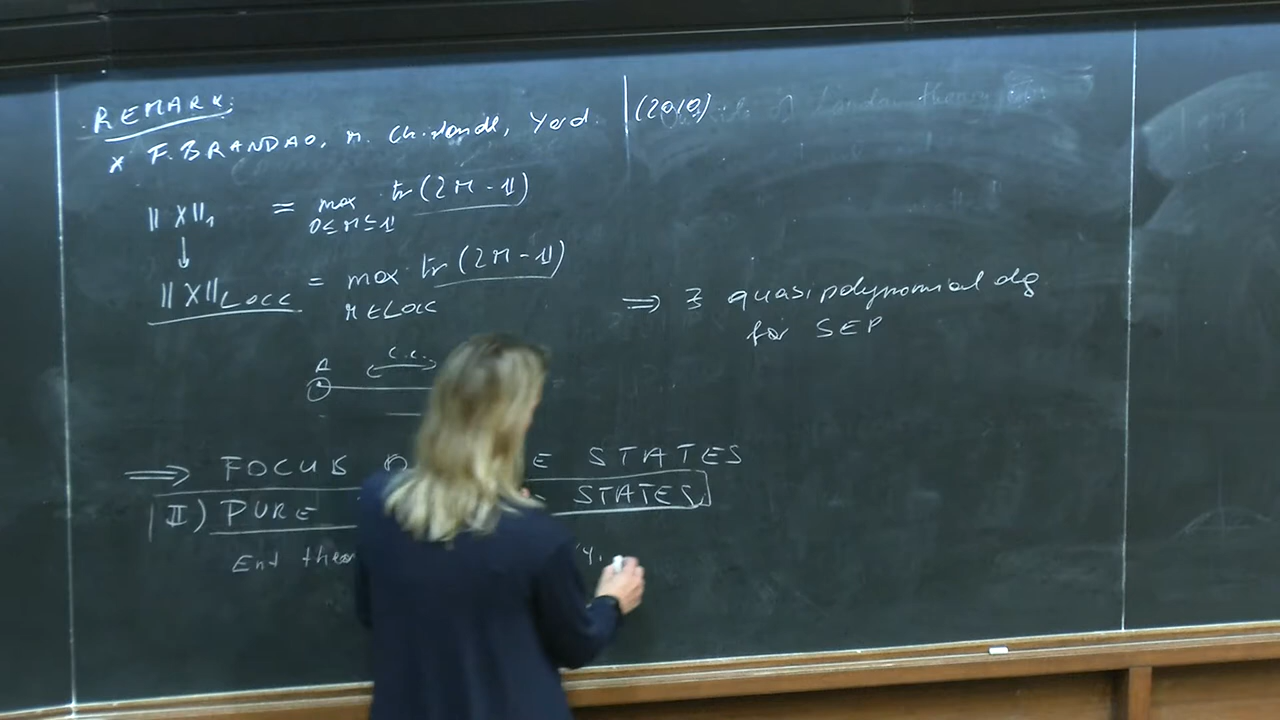 REMARK:
x F. BRANDAO, M. Christandl, Yard. (2010)
|| X ||₁ = max tr (2M - 1)
0 ≤ M ≤ 1
↓
|| X ||LOCC = max tr (2M - 1)
M ∈ LOCC
⇒ ∃ quasipolynomial alg
for SEP
A c.c.
⇒ FOCUS STATES
II) PURE STATES
Ent